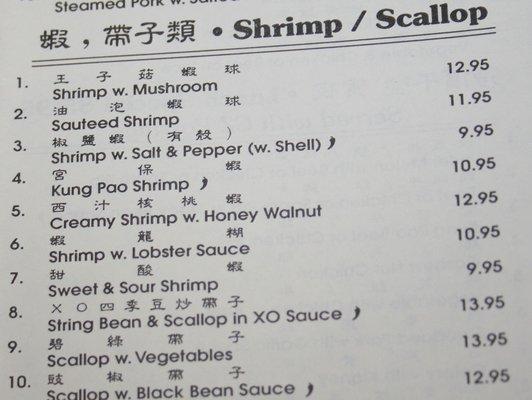 Steamed Pork w.
蝦，帶子類 • Shrimp / Scallop
1. 王子菇蝦球
Shrimp w. Mushroom 12.95
2. 油泡蝦球
Sauteed Shrimp 11.95
3. 椒鹽蝦（有殼）
Shrimp w. Salt & Pepper (w. Shell) 9.95
4. 宮保蝦
Kung Pao Shrimp 10.95
5. 西汁核桃蝦
Creamy Shrimp w. Honey Walnut 12.95
6. 蝦龍糊
Shrimp w. Lobster Sauce 10.95
7. 甜酸蝦
Sweet & Sour Shrimp 9.95
8. XO四季豆炒帶子
String Bean & Scallop in XO Sauce 13.95
9. 碧綠帶子
Scallop w. Vegetables 13.95
10. 豉椒帶子
Scallop w. Black Bean Sauce 12.95